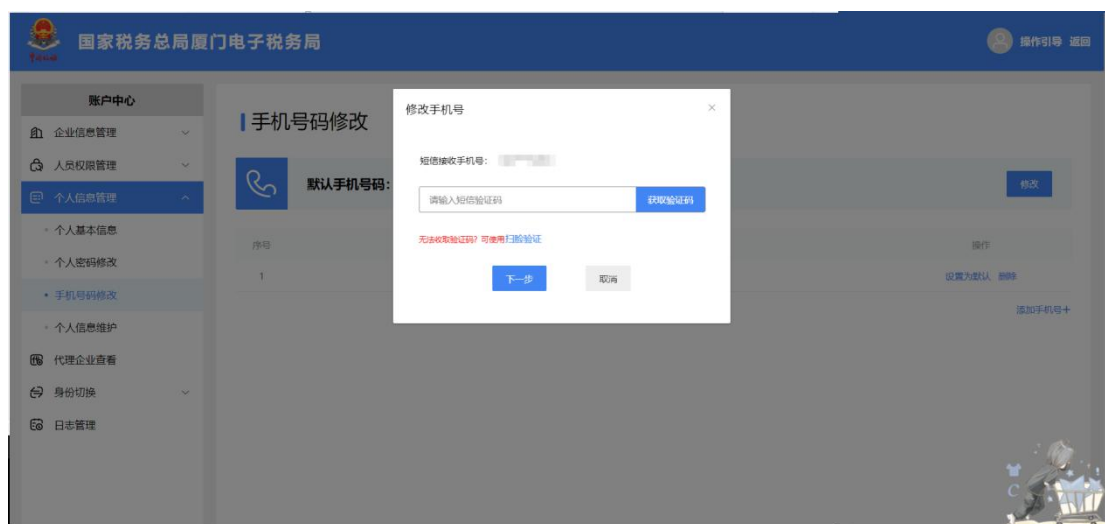 国家税务总局厦门电子税务局
操作引导 返回
账户中心
企业信息管理
人员权限管理
个人信息管理
个人基本信息
个人密码修改
手机号码修改
个人信息维护
代理企业查看
身份切换
日志管理
手机号码修改
默认手机号码:
修改
序号
操作
1
设置为默认 删除
添加手机号+
修改手机号
×
短信接收手机号:
请输入短信验证码
获取验证码
无法收取验证码? 可使用扫脸验证
下一步
取消
C